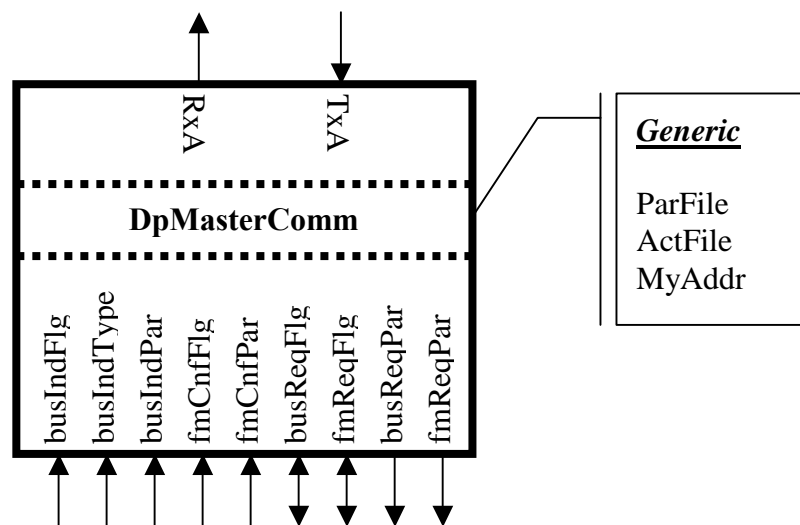 RxA
TxA
DpMasterComm
busIndFlg
busIndType
busIndPar
fmCnfFlg
fmCnfPar
busReqFlg
fmReqFlg
busReqPar
fmReqPar
Generic
ParFile
ActFile
MyAddr